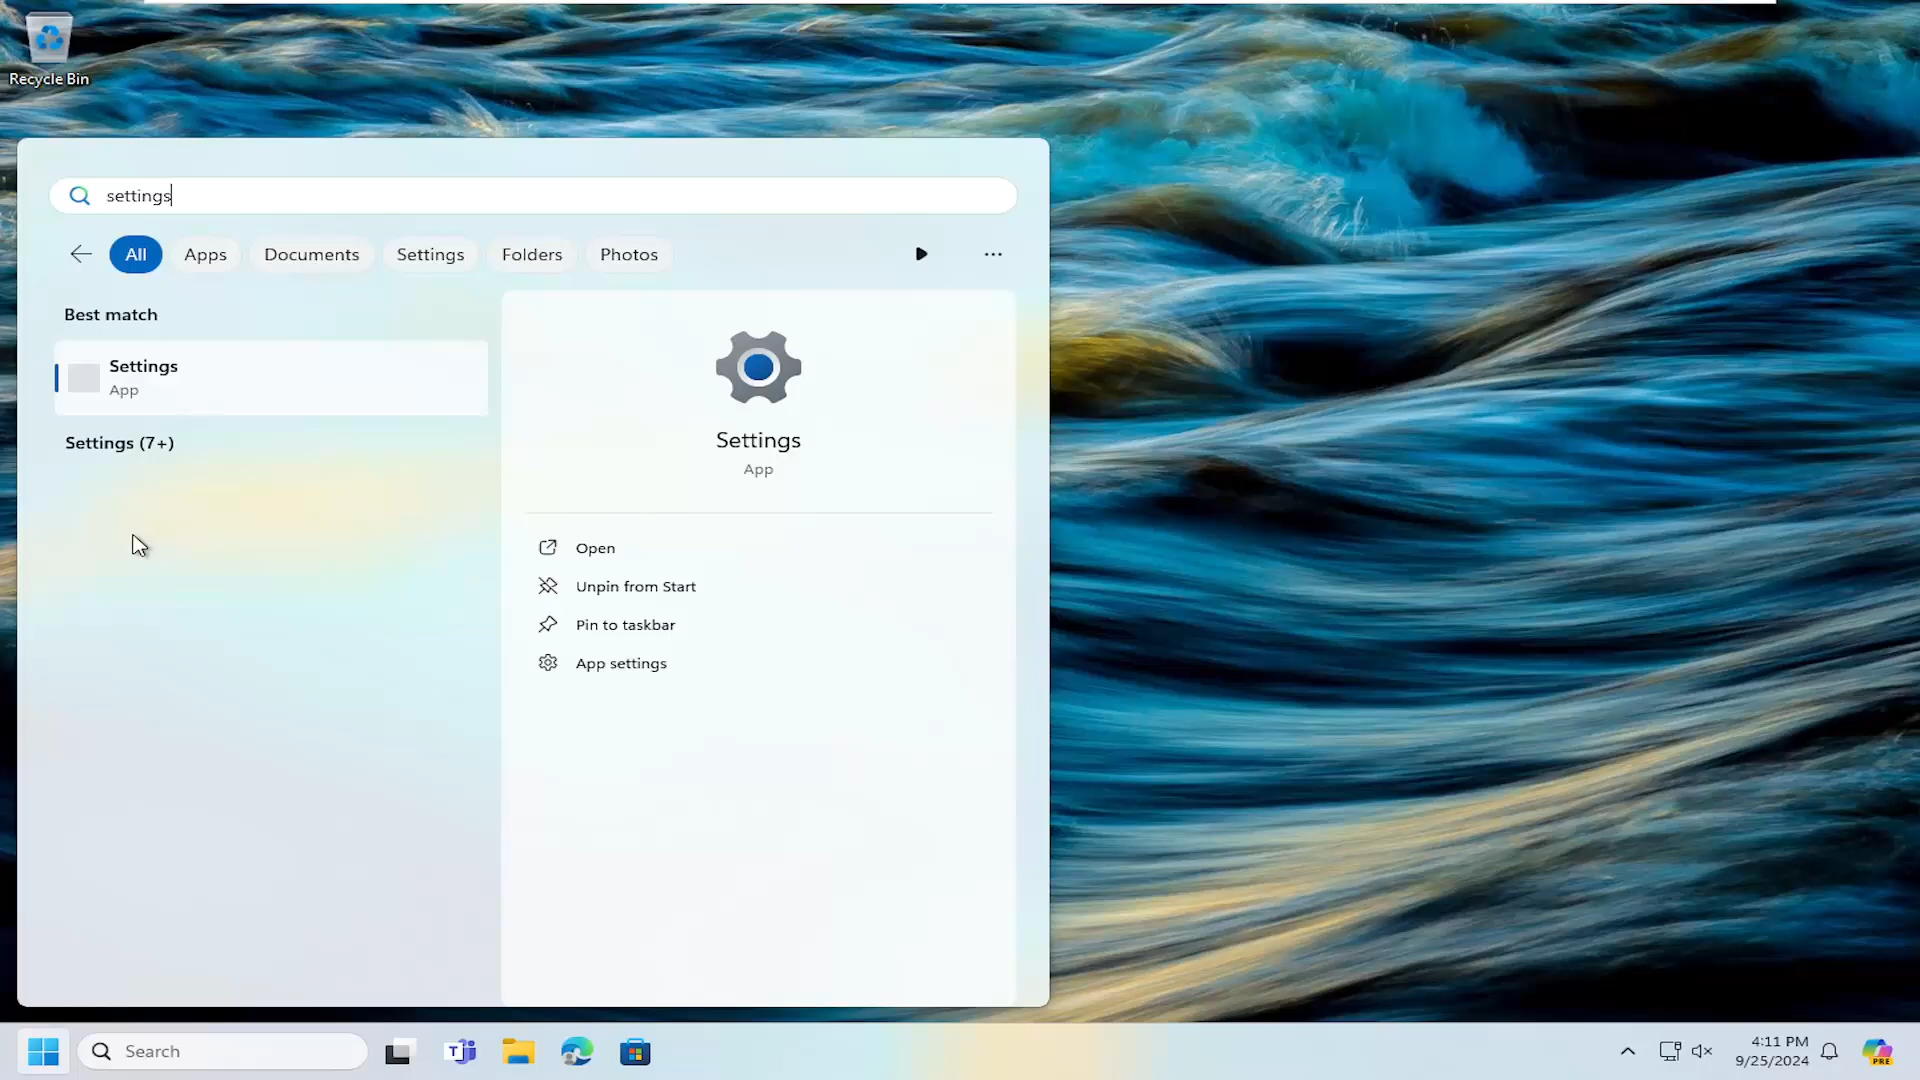 Recycle Bin
settings
All
Apps
Documents
Settings
Folders
Photos
Best match
Settings
App
Settings (7+)
Settings
App
Open
Unpin from Start
Pin to taskbar
App settings
Search
T
4:11 PM
9/25/2024
PRE